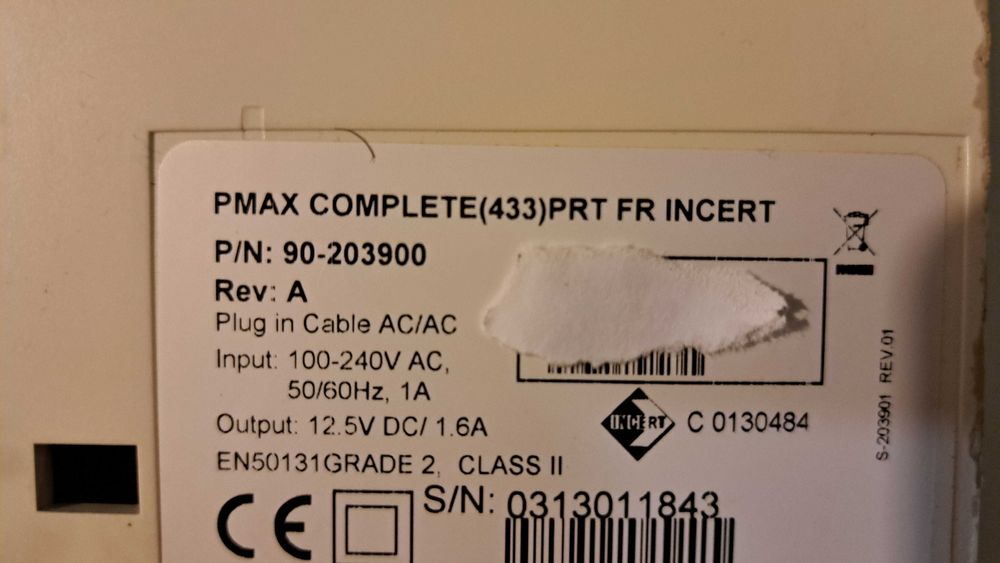 PMAX COMPLETE(433)PRT FR INCERT
P/N: 90-203900
Rev: A
Plug in Cable AC/AC
Input: 100-240V AC,
50/60Hz, 1A
Output: 12.5V DC/ 1.6A
EN50131GRADE 2, CLASS II
INCERT
C 0130484
S/N: 0313011843
CE
S-203901 REV.01